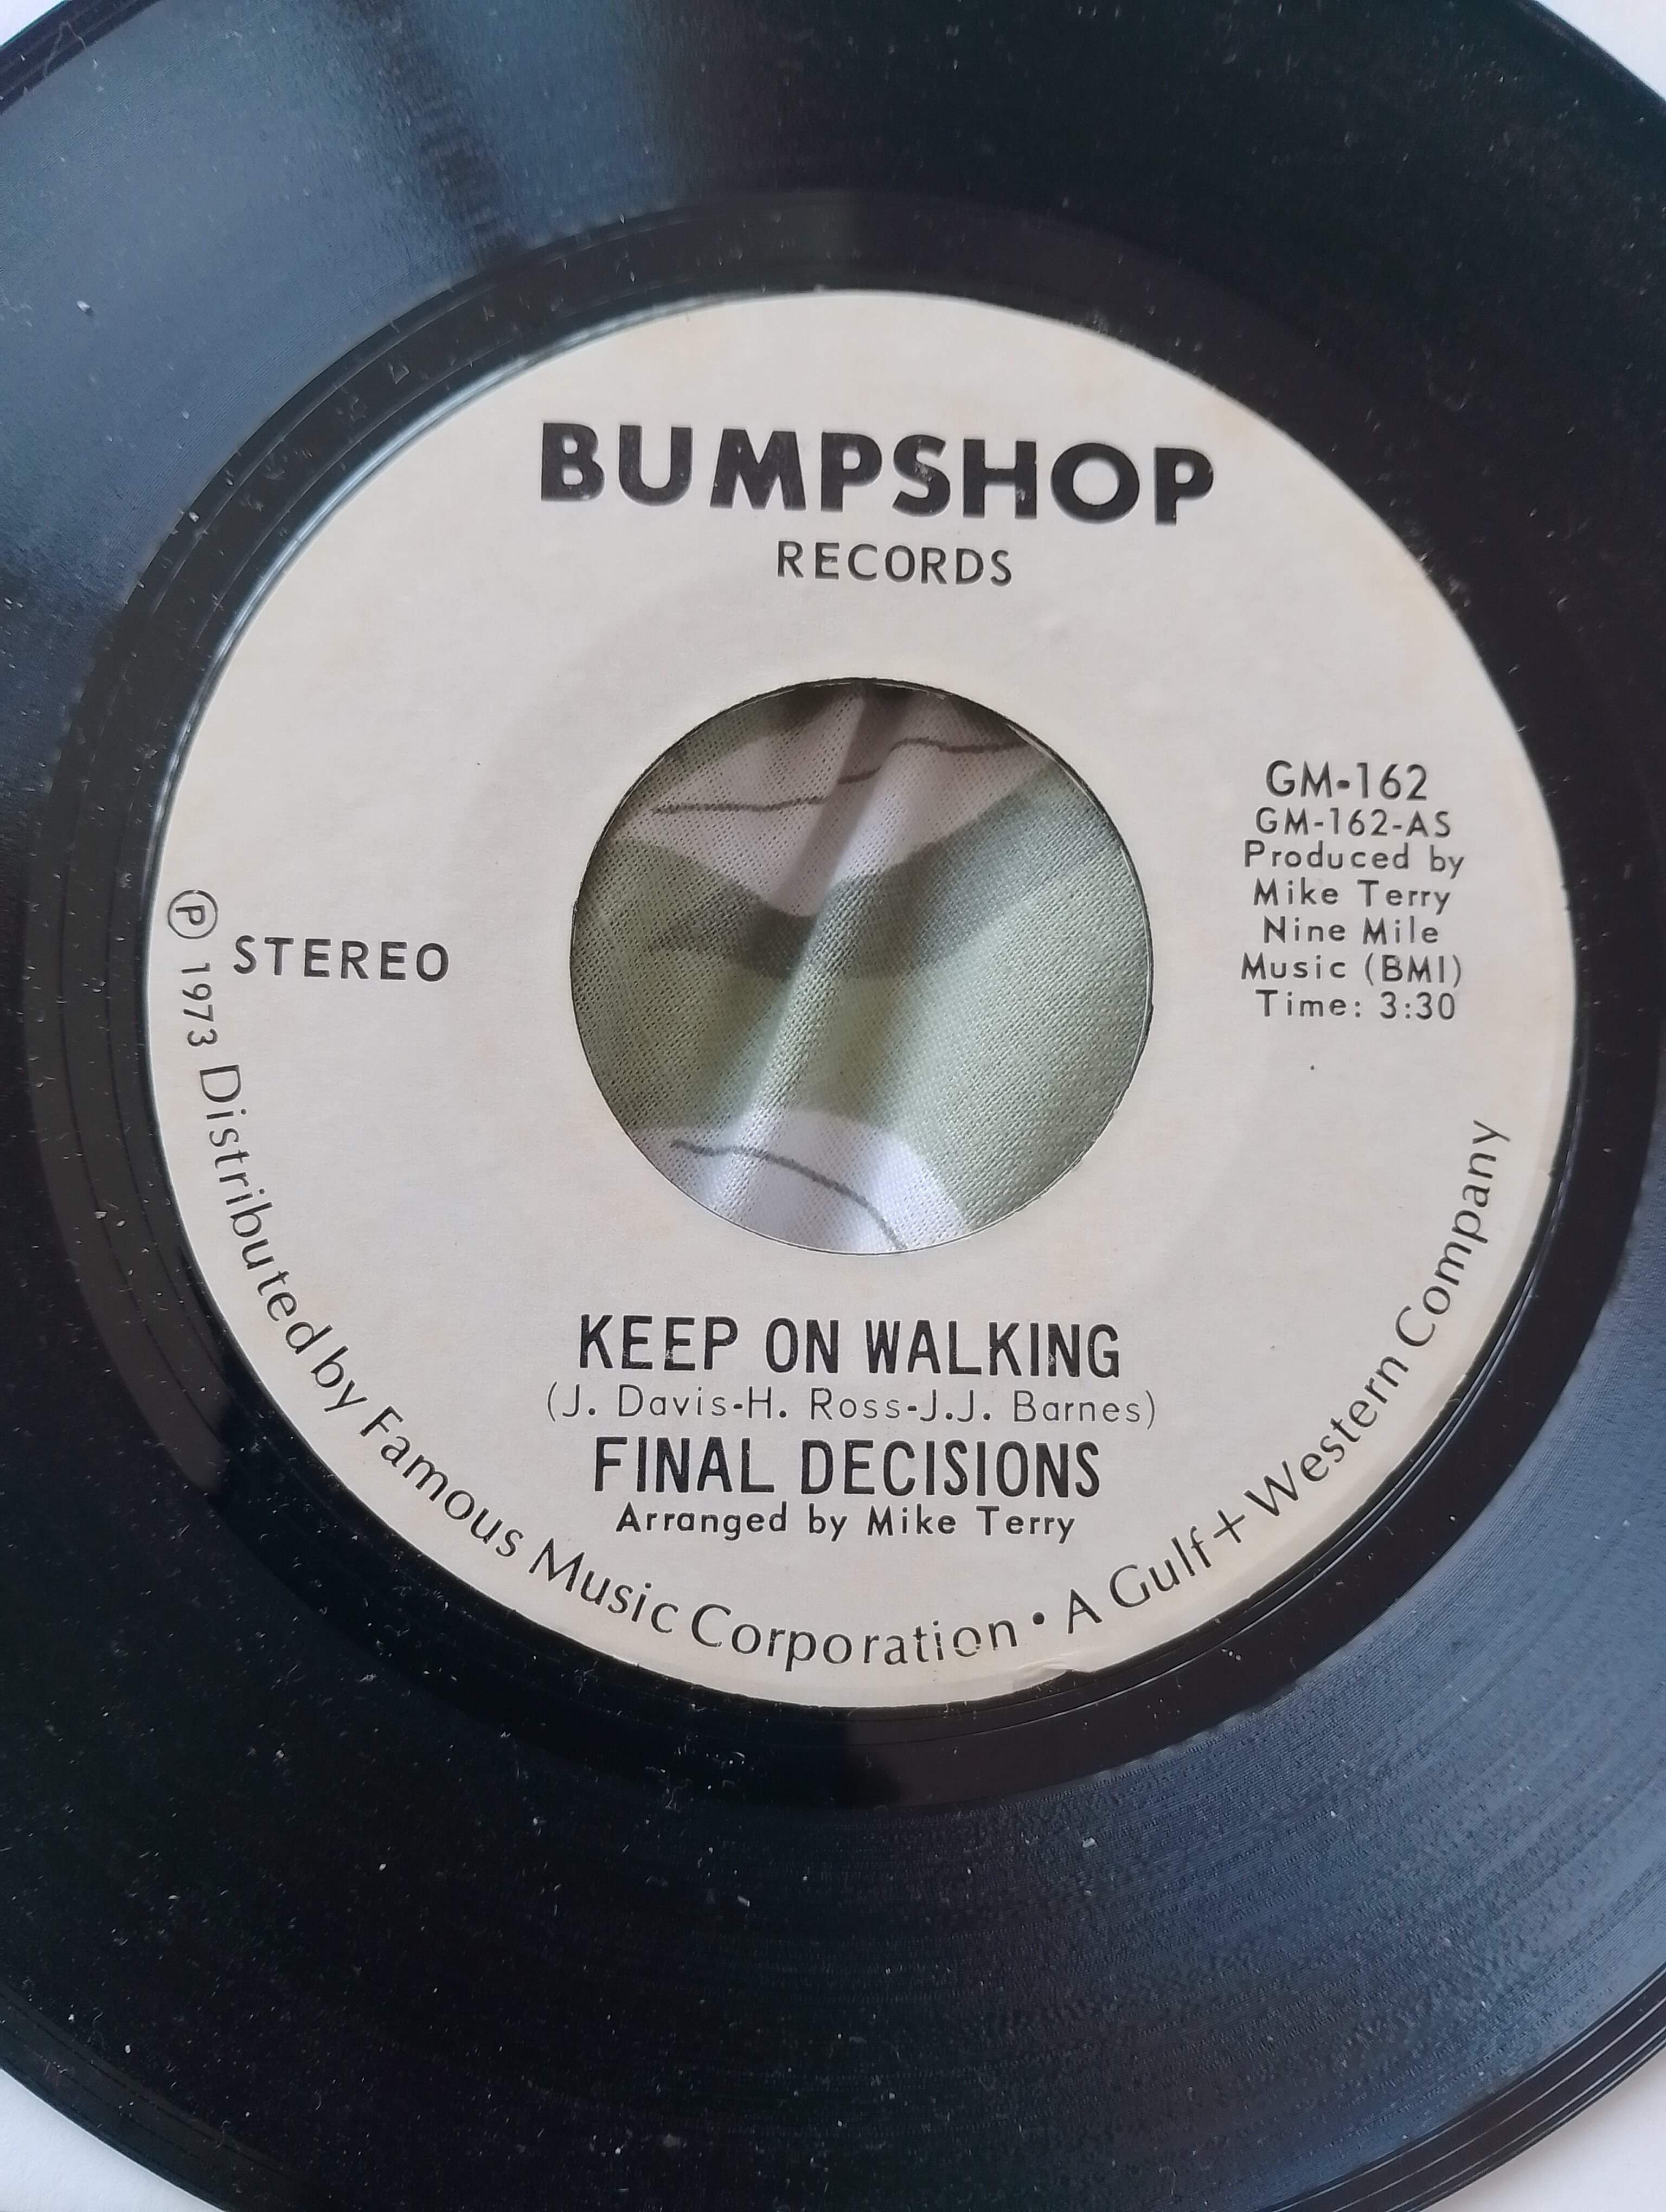 BUMPSHOP
RECORDS
STEREO
GM-162
GM-162-AS
Produced by
Mike Terry
Nine Mile
Music (BMI)
Time: 3:30
KEEP ON WALKING
(J. Davis-H. Ross-J.J. Barnes)
FINAL DECISIONS
Arranged by Mike Terry
Ⓟ 1973 Distributed by Famous Music Corporation • A Gulf + Western Company